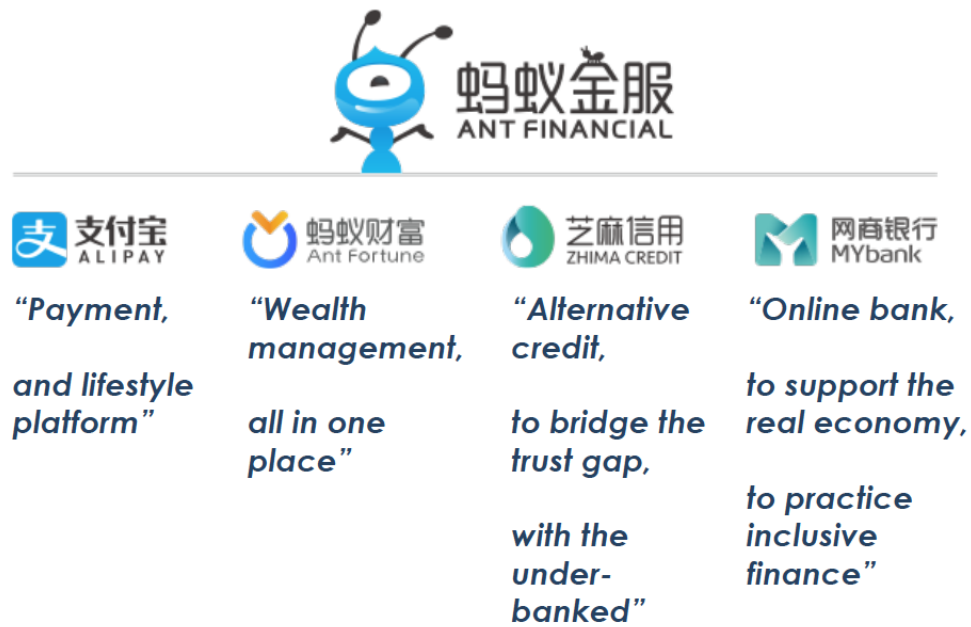 蚂蚁金服
ANT FINANCIAL
支
支付宝
ALIPAY
蚂蚁财富
Ant Fortune
芝麻信用
ZHIMA CREDIT
网商银行
MYbank
“Payment,
and lifestyle
platform”
“Wealth
management,
all in one
place”
“Alternative
credit,
to bridge the
trust gap,
with the
under-
banked”
“Online bank,
to support the
real economy,
to practice
inclusive
finance”